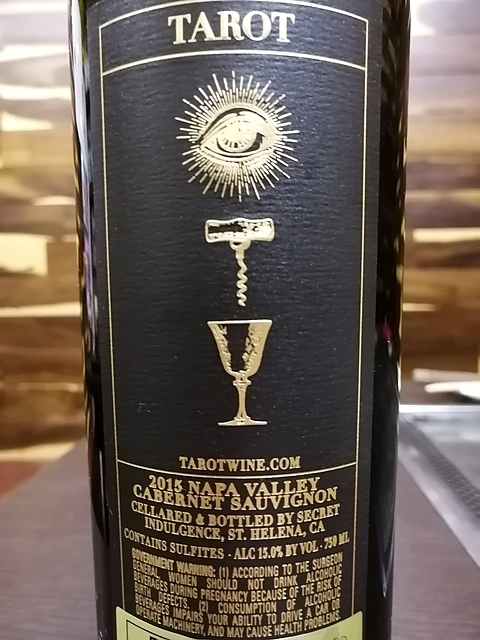 TAROT
TAROTWINE.COM
2015 NAPA VALLEY
CABERNET SAUVIGNON
CELLARED & BOTTLED BY SECRET
INDULGENCE, ST. HELENA, CA
CONTAINS SULFITES · ALC 15.0% BY VOL · 750 ML
GOVERNMENT WARNING: (1) ACCORDING TO THE SURGEON
GENERAL, WOMEN SHOULD NOT DRINK ALCOHOLIC
BEVERAGES DURING PREGNANCY BECAUSE OF THE RISK OF
BIRTH DEFECTS. (2) CONSUMPTION OF ALCOHOLIC
BEVERAGES IMPAIRS YOUR ABILITY TO DRIVE A CAR OR
OPERATE MACHINERY, AND MAY CAUSE HEALTH PROBLEMS.